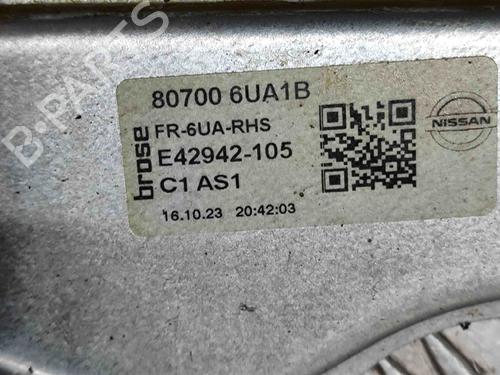 B-PARTS
80700 6UA1B
brose
FR-6UA-RHS
E42942-105
C1 AS1
16.10.23 20:42:03
NISSAN